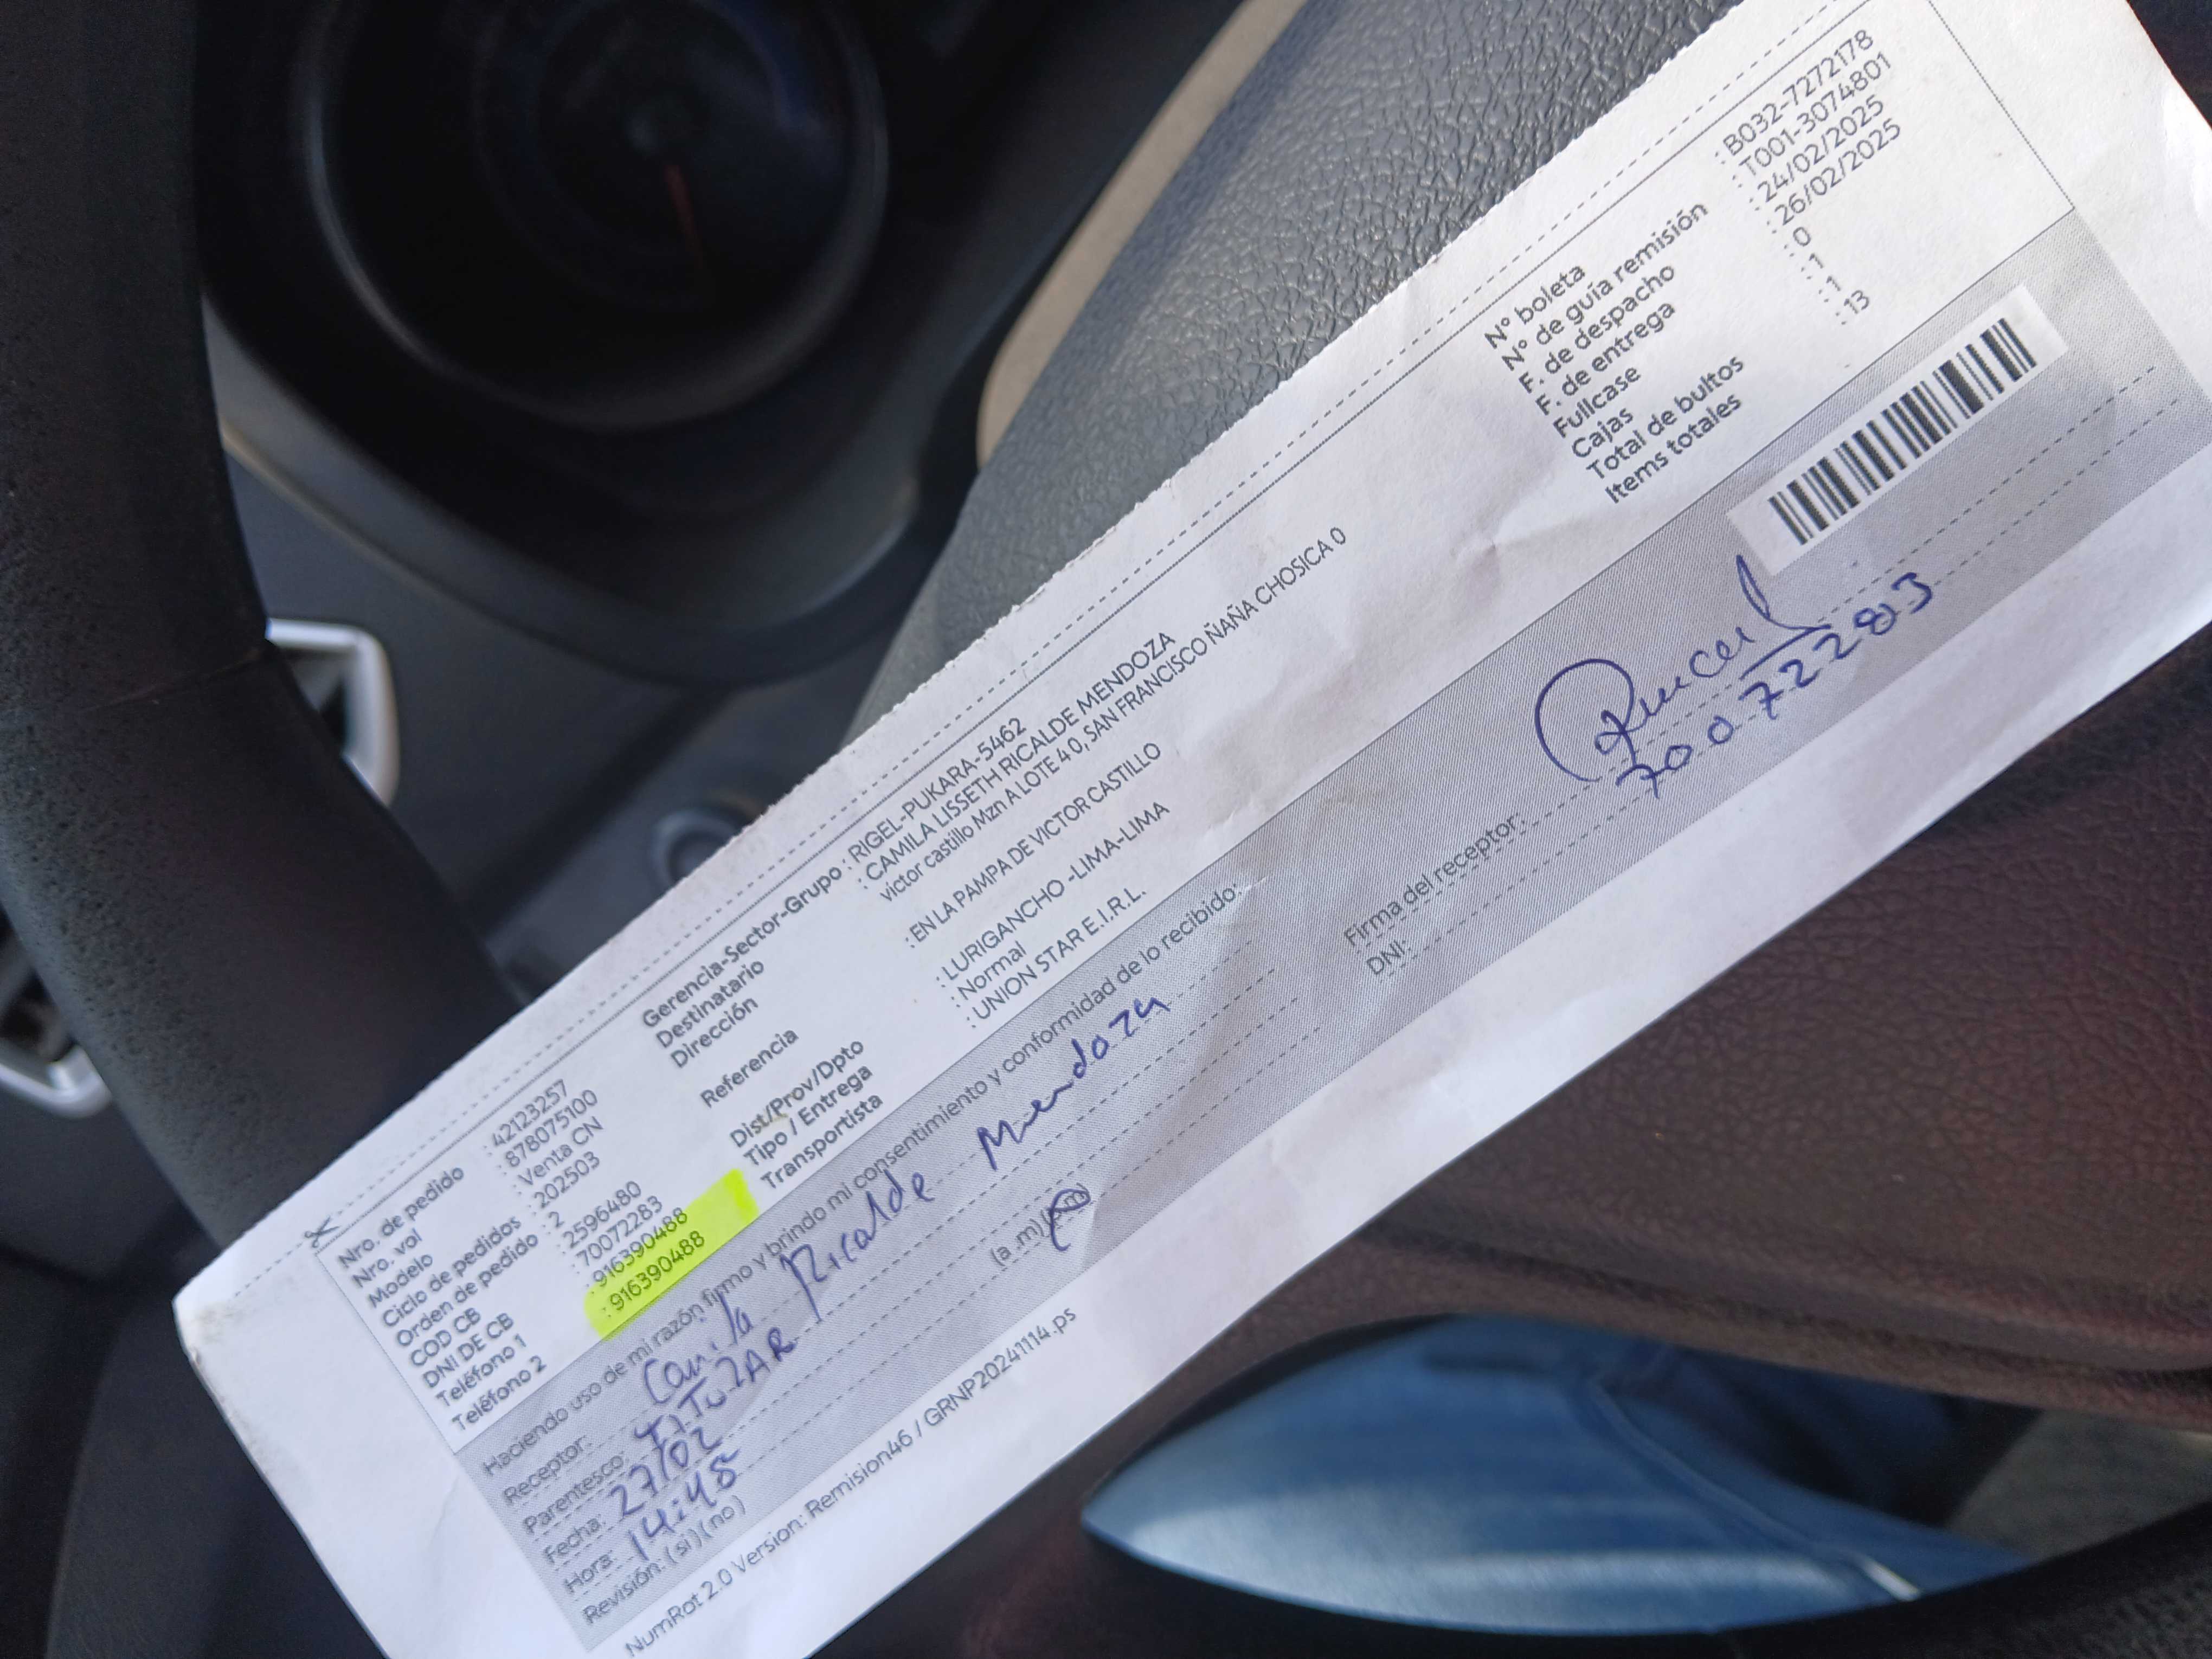 Nro. de pedido : 42123257
Nro. vol : 878075100
Modelo : Venta CN
Ciclo de pedidos : 202503
Orden de pedido : 2
COD CB : 2596480
DNI DE CB : 70072283
Teléfono 1 : 916390488
Teléfono 2 : 916390488
Gerencia-Sector-Grupo : RIGEL-PUKARA-5462
Destinatario : CAMILA LISSETH RICALDE MENDOZA
Dirección victor castillo Mzn A LOTE 4 0, SAN FRANCISCO ÑAÑA CHOSICA 0
Referencia : EN LA PAMPA DE VICTOR CASTILLO
Dist/Prov/Dpto : LURIGANCHO -LIMA-LIMA
Tipo / Entrega : Normal
Transportista : UNION STAR E.I.R.L.
N° boleta : B032-7272178
N° de guía remisión : T001-3074801
F. de despacho : 24/02/2025
F. de entrega : 26/02/2025
Fullcase : 0
Cajas : 1
Total de bultos : 1
Items totales : 13
Haciendo uso de mi razón firmo y brindo mi consentimiento y conformidad de lo recibido:
Receptor: Camila Ricalde Mendoza
Parentesco: TITUZAR
Fecha: 27/02
Hora: 14:48 (a .m) (p.m)
Revisión: (si) (no)
Firma del receptor:
DNI: 70072283
NumRot 2.0 Version: Remision46 / GRNP20241114.ps